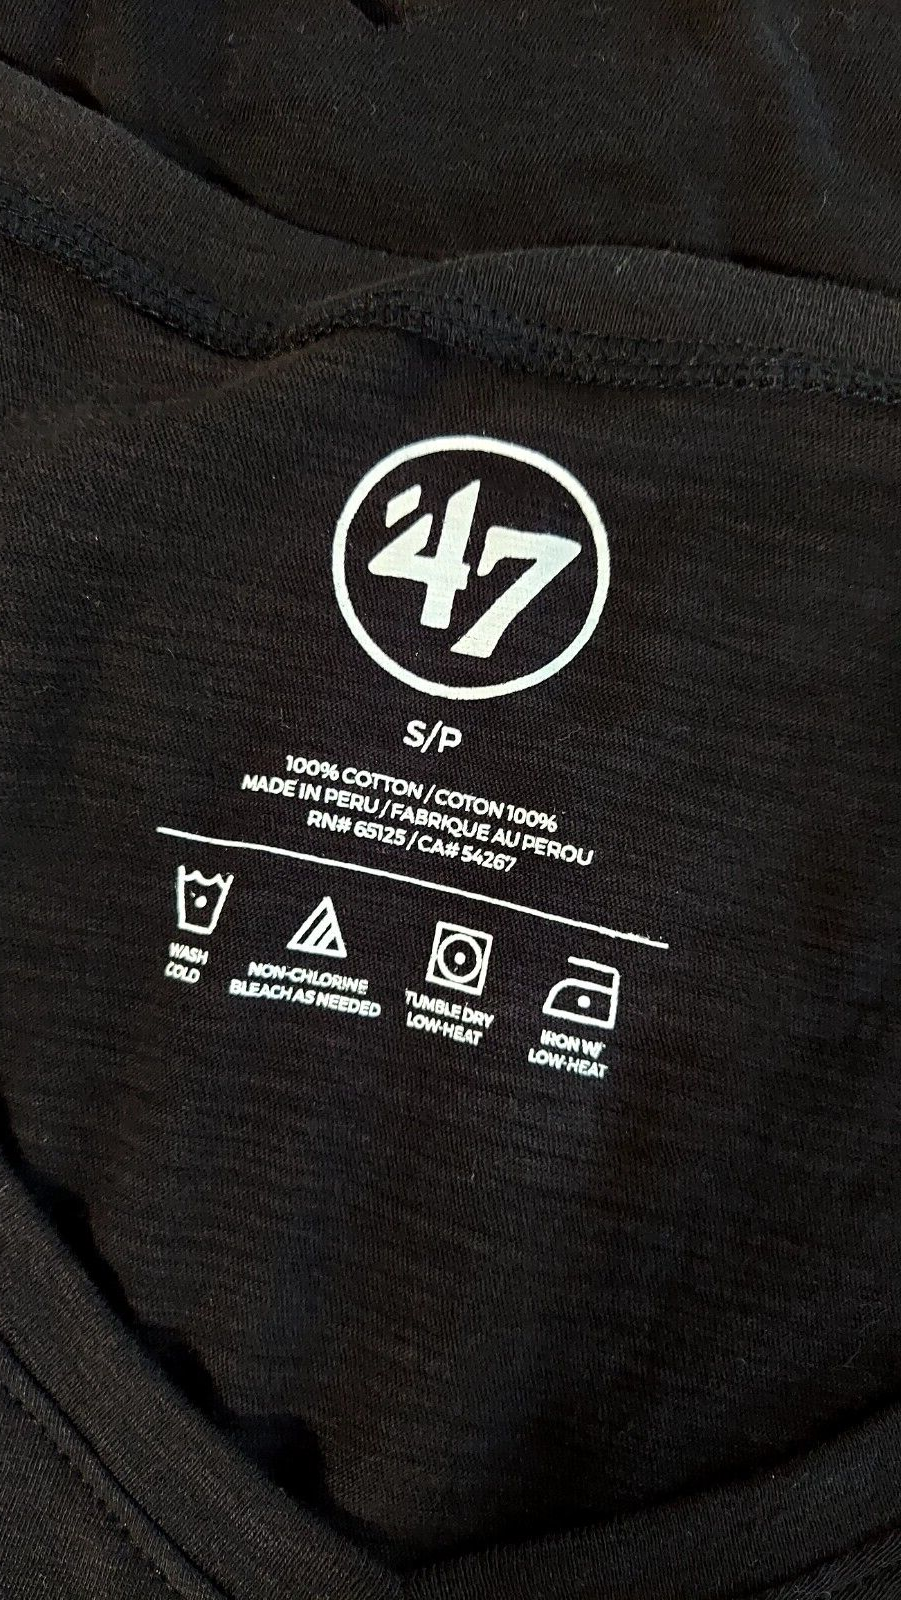 '47
S/P
100% COTTON / COTON 100%
MADE IN PERU / FABRIQUE AU PEROU
RN# 65125 / CA# 54267
WASH
COLD
NON-CHLORINE
BLEACH AS NEEDED
TUMBLE DRY
LOW-HEAT
IRON W/
LOW-HEAT